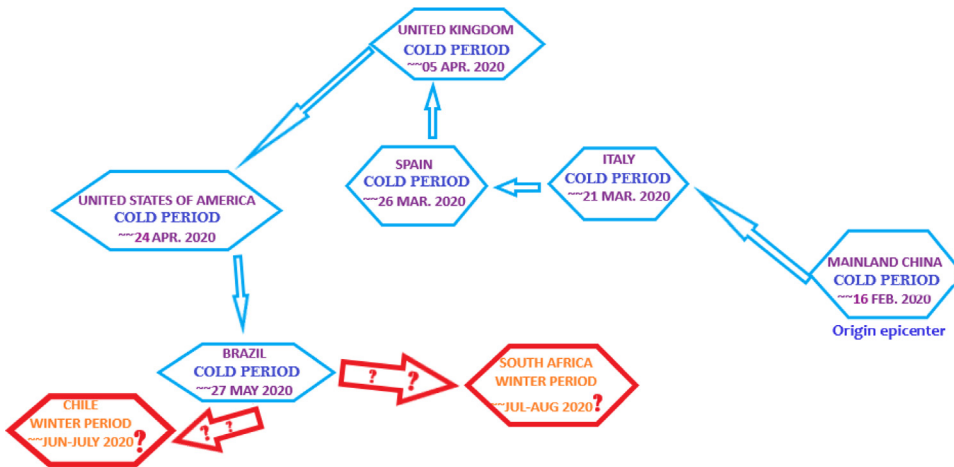 UNITED KINGDOM
COLD PERIOD
~~05 APR. 2020
SPAIN
COLD PERIOD
~~26 MAR. 2020
ITALY
COLD PERIOD
~~21 MAR. 2020
UNITED STATES OF AMERICA
COLD PERIOD
~~24 APR. 2020
MAINLAND CHINA
COLD PERIOD
~~16 FEB. 2020
Origin epicenter
BRAZIL
COLD PERIOD
~~27 MAY 2020
? ?
SOUTH AFRICA
WINTER PERIOD
~~JUL-AUG 2020?
CHILE
WINTER PERIOD
~~JUN-JULY 2020?
? ?